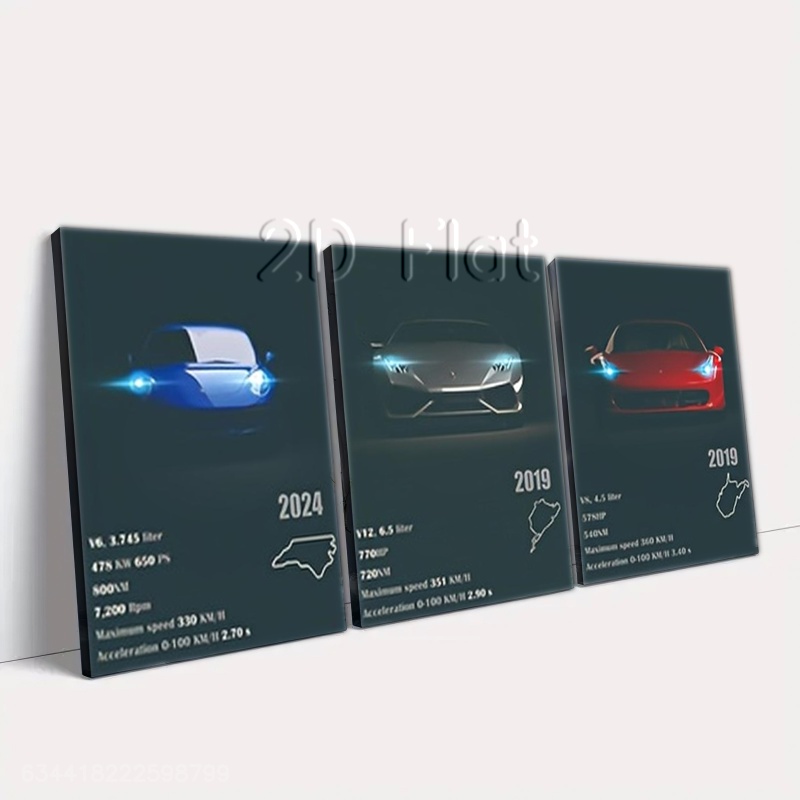 2D Flat
2024
V6, 3.745 liter
478 KW 650 PS
800NM
7,200 Rpm
Maximum speed 330 KM/H
Acceleration 0-100 KM/H 2.70 s
2019
V12, 6.5 liter
770HP
720NM
Maximum speed 351 KM/H
Acceleration 0-100 KM/H 2.90 s
2019
V8, 4.5 liter
578HP
540NM
Maximum speed 360 KM/H
Acceleration 0-100 KM/H 3.40 s
634418222598799